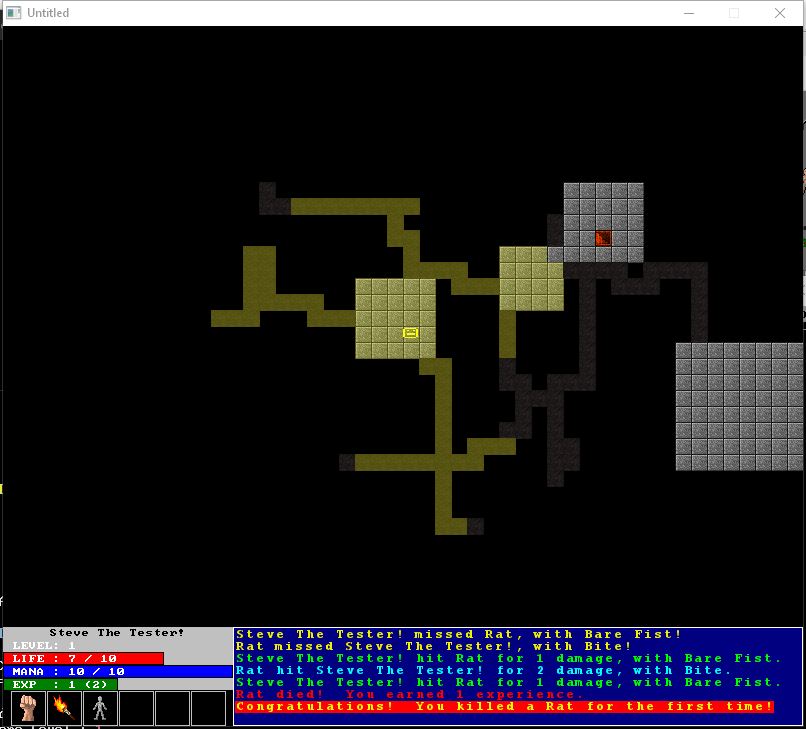 Untitled
Steve The Tester!
LEVEL: 1
LIFE : 7 / 10
MANA : 10 / 10
EXP : 1 (2)
Steve The Tester! missed Rat, with Bare Fist!
Rat missed Steve The Tester!, with Bite!
Steve The Tester! hit Rat for 1 damage, with Bare Fist.
Rat hit Steve The Tester! for 2 damage, with Bite.
Steve The Tester! hit Rat for 1 damage, with Bare Fist.
Rat died!  You earned 1 experience.
Congratulations!  You killed a Rat for the first time!